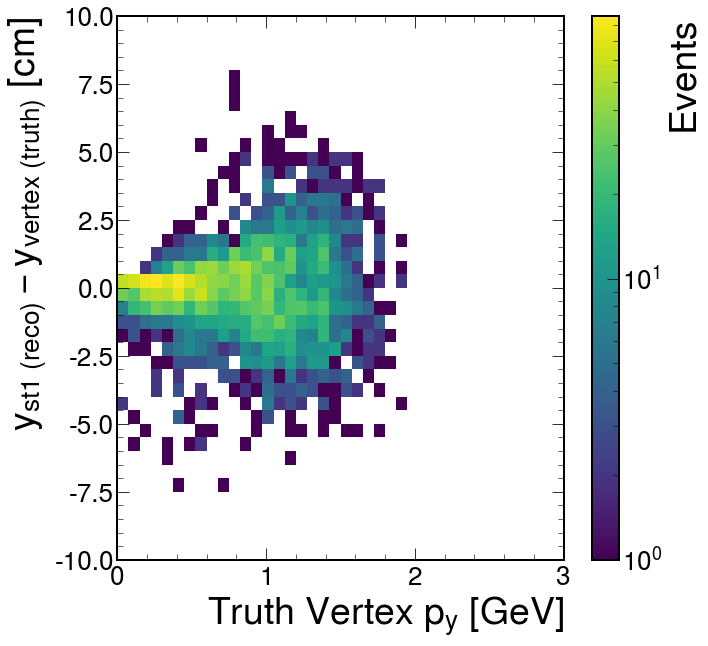 y_st1 (reco) − y_vertex (truth) [cm]
10.0
7.5
5.0
2.5
0.0
-2.5
-5.0
-7.5
-10.0
0 1 2 3
Truth Vertex p_y [GeV]
Events
10^1
10^0